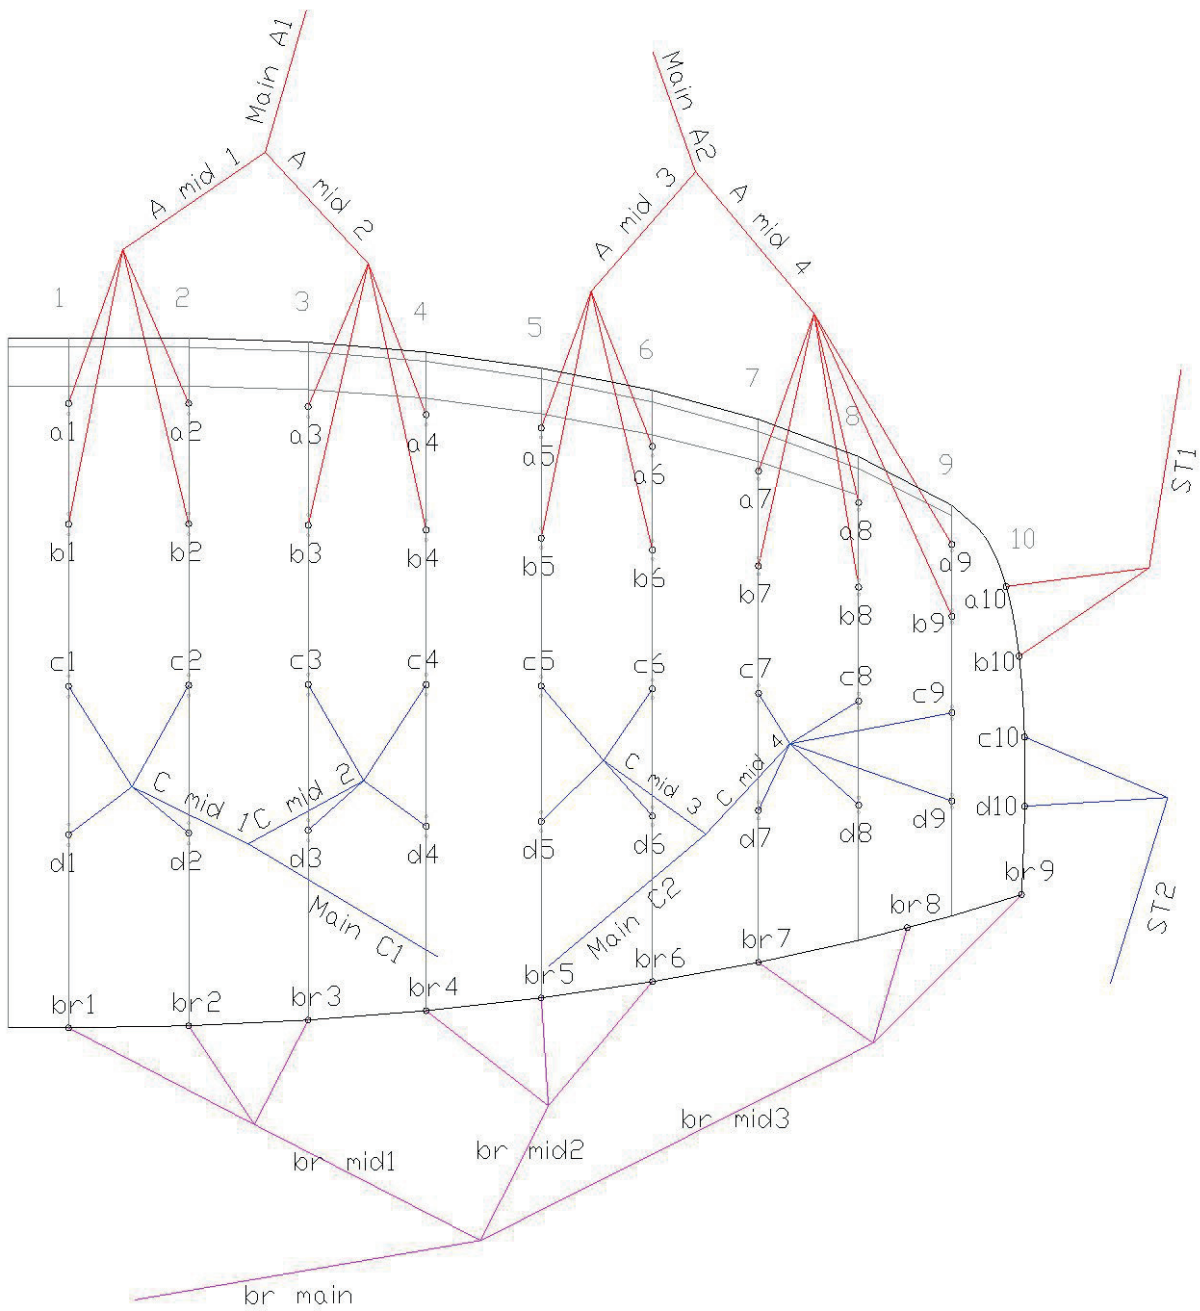 Main A1
Main A2
A mid 1
A mid 2
A mid 3
A mid 4
1
2
3
4
5
6
7
8
9
10
a1
a2
a3
a4
a5
a6
a7
a8
a9
a10
ST1
b1
b2
b3
b4
b5
b6
b7
b8
b9
b10
c1
c2
c3
c4
c5
c6
c7
c8
c9
c10
C mid 1
C mid 2
C mid 3
C mid 4
d1
d2
d3
d4
d5
d6
d7
d8
d9
d10
Main C1
Main C2
ST2
br1
br2
br3
br4
br5
br6
br7
br8
br9
br mid1
br mid2
br mid3
br main